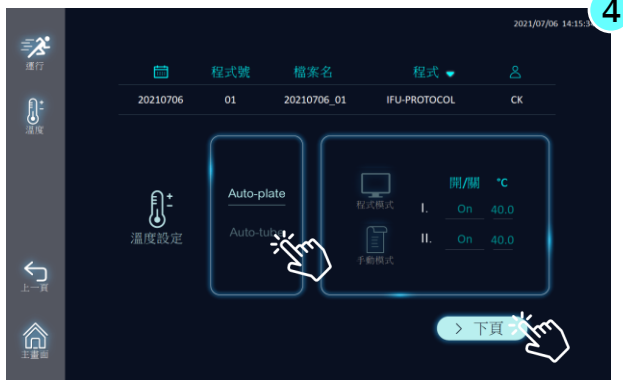 4
2021/07/06 14:15:3
運行
程式號 檔案名 程式
20210706 01 20210706_01 IFU-PROTOCOL CK
溫度
開/關 °C
Auto-plate
程式模式
I. On 40.0
溫度設定
Auto-tube
II. On 40.0
手動模式
上一頁
> 下頁
主畫面